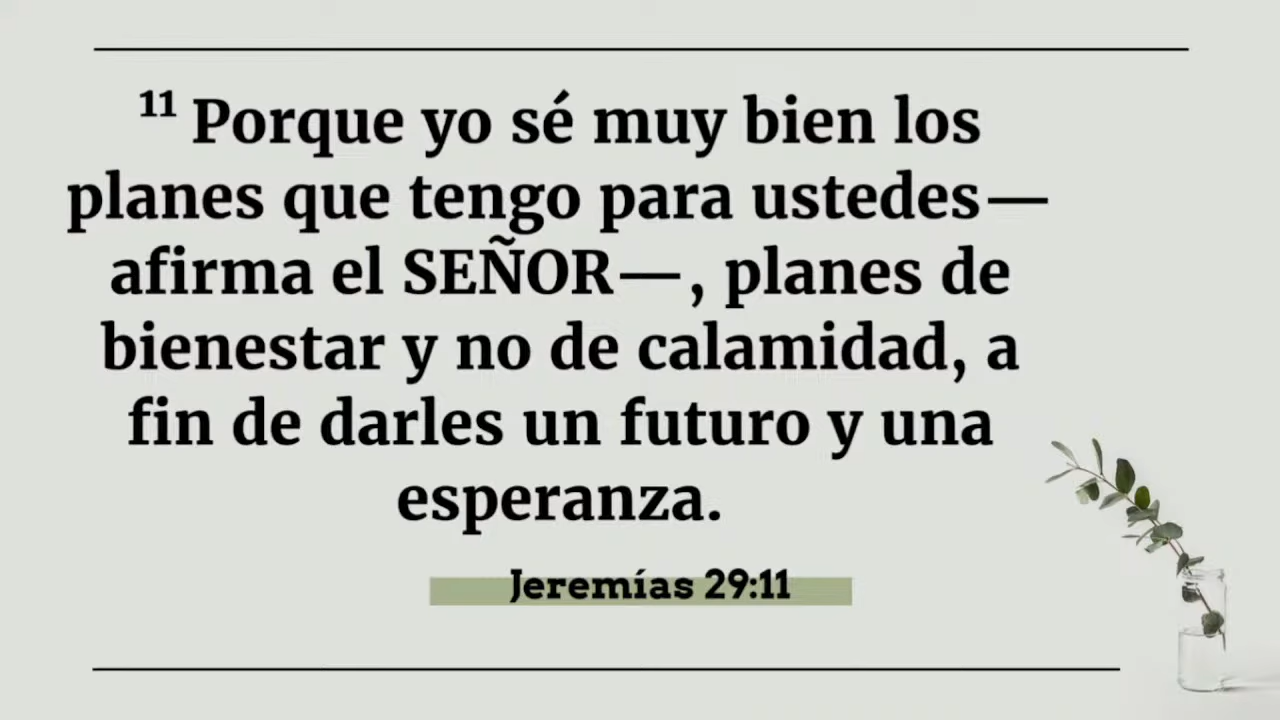 ¹¹ Porque yo sé muy bien los
planes que tengo para ustedes—
afirma el SEÑOR—, planes de
bienestar y no de calamidad, a
fin de darles un futuro y una
esperanza.
Jeremías 29:11